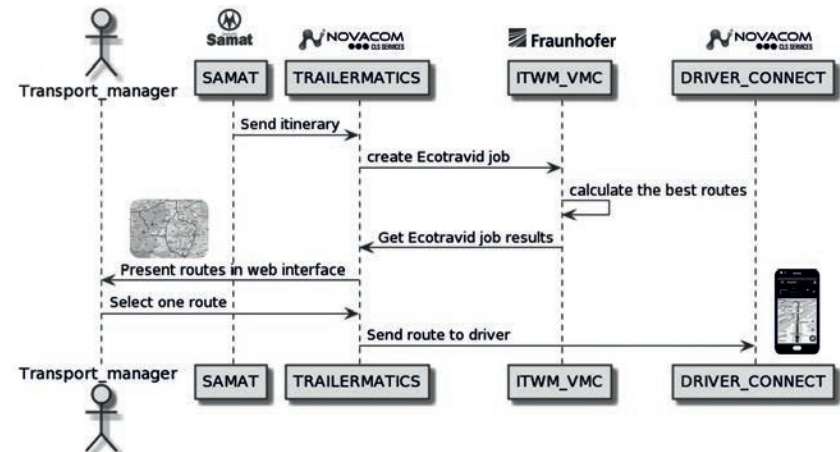 Samat
NOVACOM
CLS SERVICES
Fraunhofer
NOVACOM
CLS SERVICES
Transport_manager
SAMAT
TRAILERMATICS
ITWM_VMC
DRIVER_CONNECT
Send itinerary
create Ecotravid job
calculate the best routes
Get Ecotravid job results
Present routes in web interface
Select one route
Send route to driver
Transport_manager
SAMAT
TRAILERMATICS
ITWM_VMC
DRIVER_CONNECT